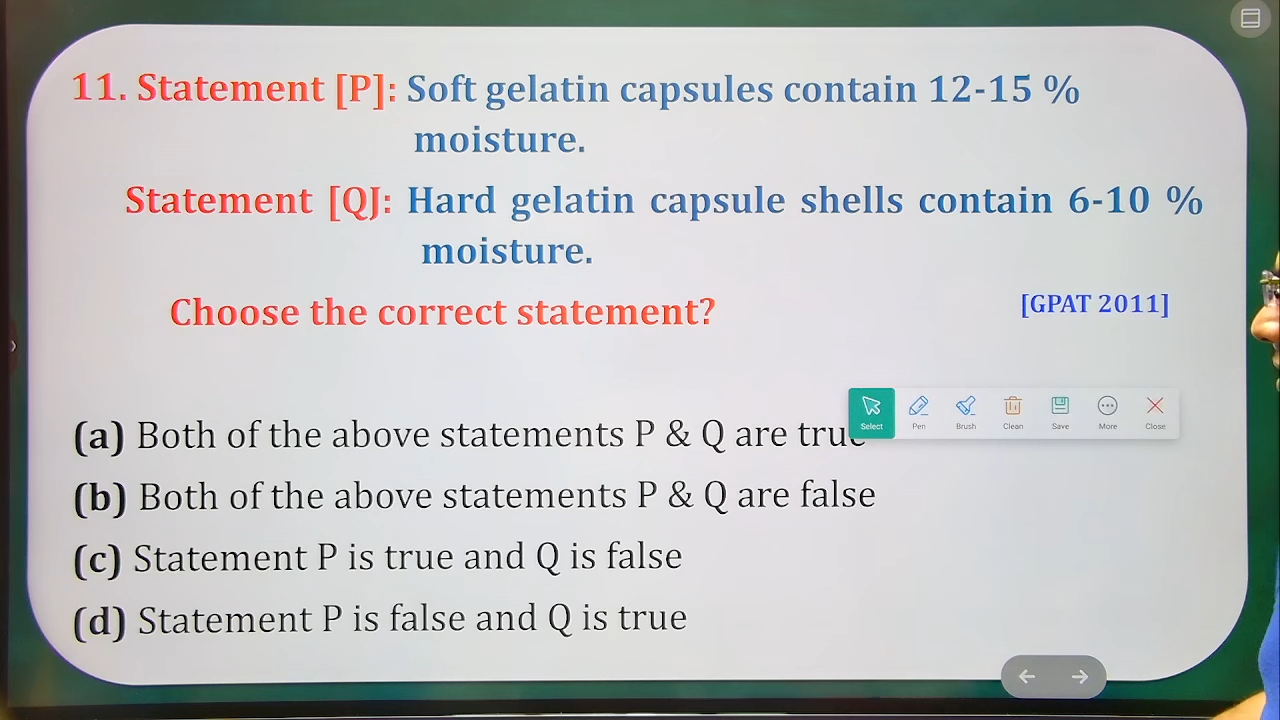 11. Statement [P]: Soft gelatin capsules contain 12-15 %
moisture.
Statement [QJ: Hard gelatin capsule shells contain 6-10 %
moisture.
Choose the correct statement?
[GPAT 2011]
(a) Both of the above statements P & Q are true
Select Pen Brush Clean Save More Close
(b) Both of the above statements P & Q are false
(c) Statement P is true and Q is false
(d) Statement P is false and Q is true